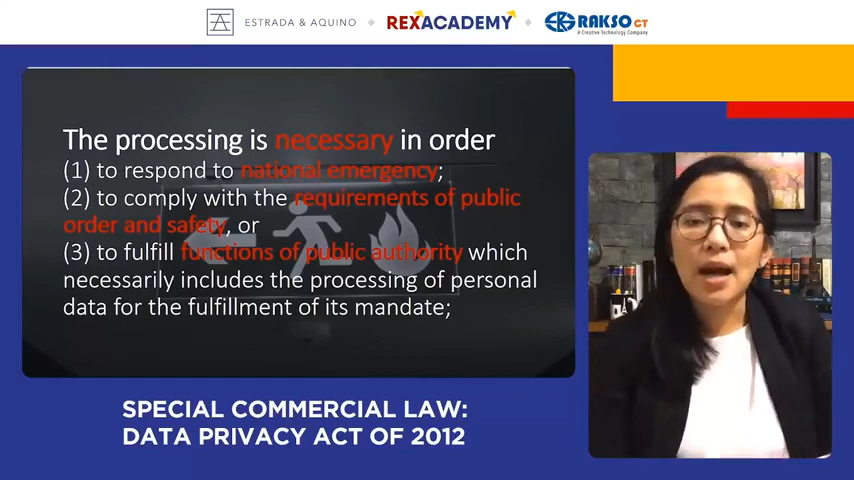 ESTRADA & AQUINO
REXACADEMY
RAKSO CT
A Creative Technology Company
The processing is necessary in order
(1) to respond to national emergency;
(2) to comply with the requirements of public
order and safety, or
(3) to fulfill functions of public authority which
necessarily includes the processing of personal
data for the fulfillment of its mandate;
SPECIAL COMMERCIAL LAW:
DATA PRIVACY ACT OF 2012